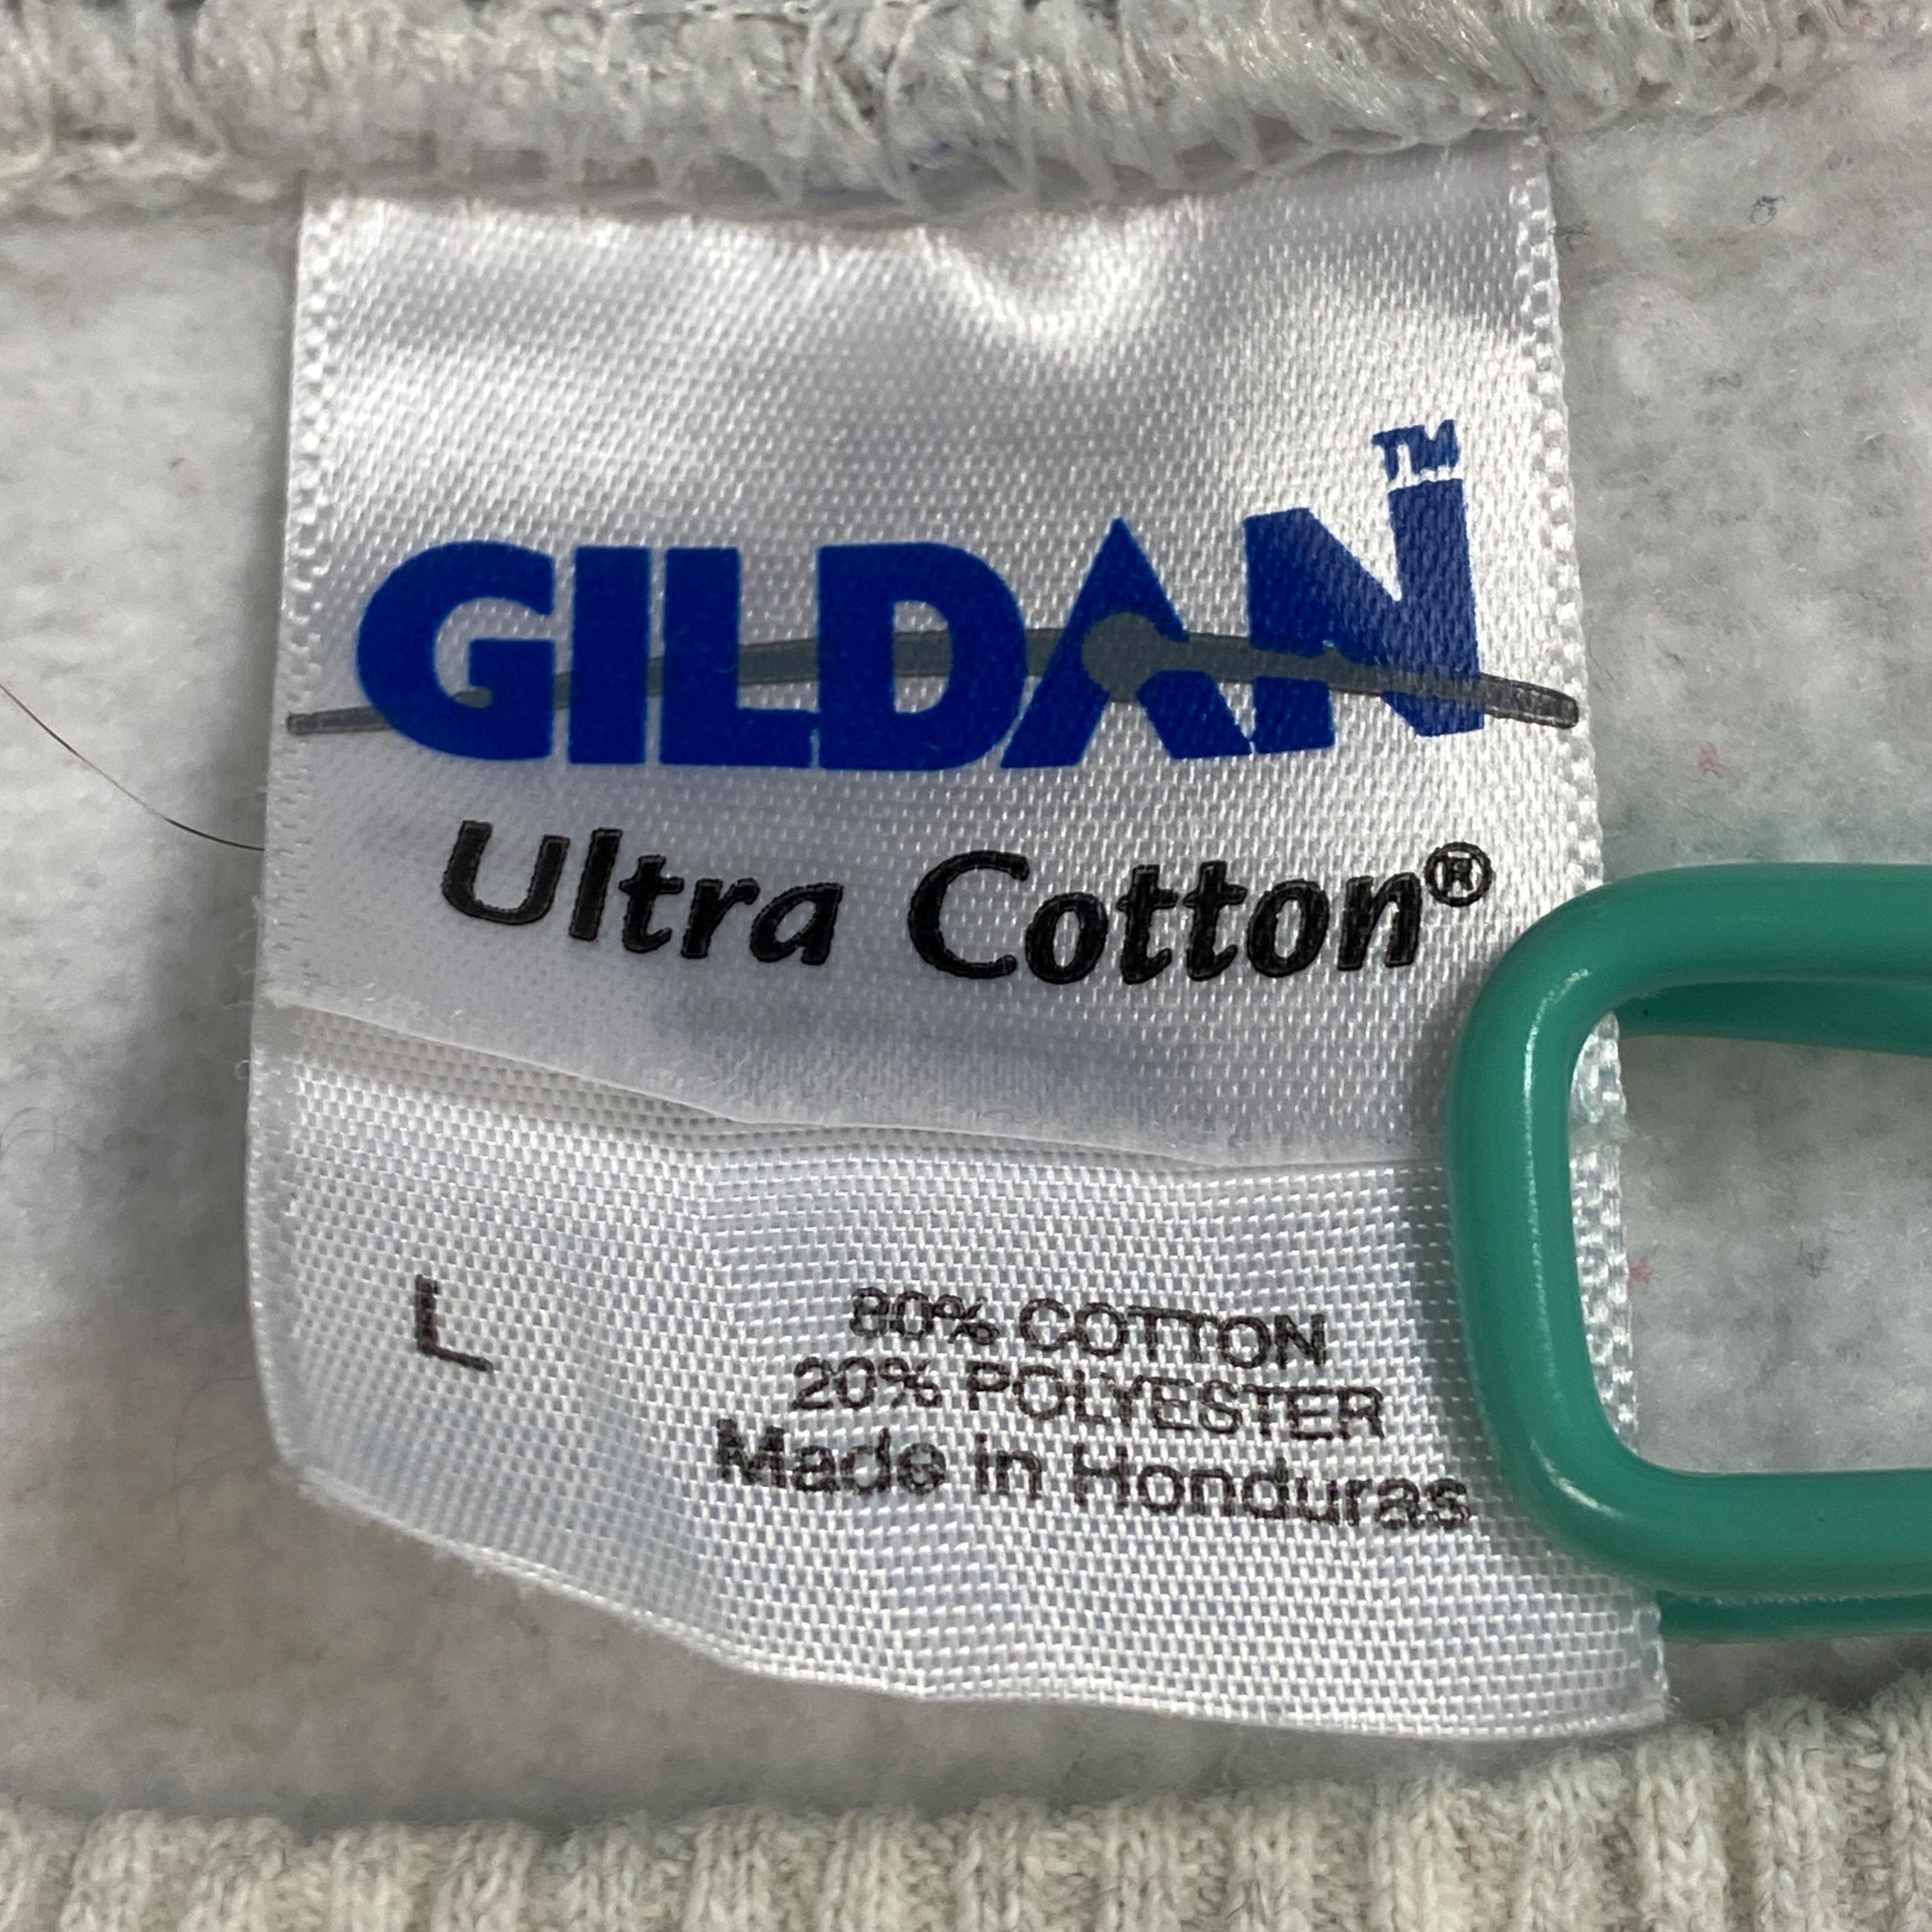 GILDAN™
Ultra Cotton®
L
80% COTTON
20% POLYESTER
Made in Honduras